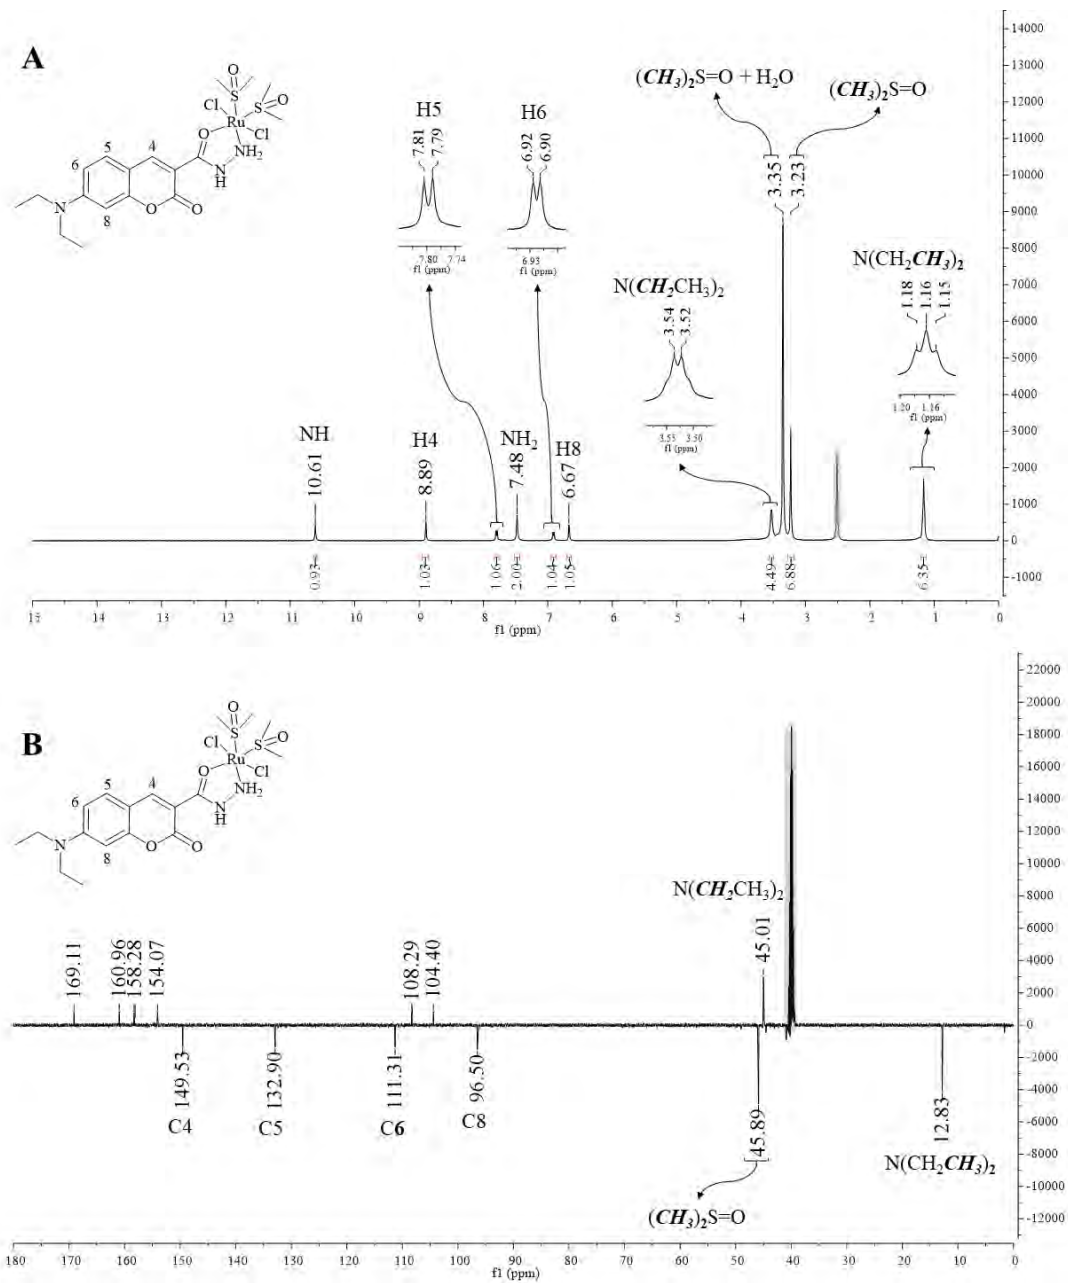 A
O
S
Cl
S
O
Ru
Cl
O
NH2
N
H
4
5
6
8
N
O
O
H5
7.81
7.79
7.80
7.74
f1 (ppm)
H6
6.92
6.90
6.93
f1 (ppm)
(CH3)2S=O + H2O
(CH3)2S=O
3.35
3.23
N(CH2CH3)2
3.54
3.52
3.55
3.50
f1 (ppm)
N(CH2CH3)2
1.18
1.16
1.15
1.20
1.16
f1 (ppm)
NH
10.61
H4
8.89
NH2
7.48
H8
6.67
0.93
1.03
1.06
2.00
1.04
1.05
4.49
6.88
6.35
14000
13000
12000
11000
10000
9000
8000
7000
6000
5000
4000
3000
2000
1000
0
-1000
15
14
13
12
11
10
9
8
7
6
5
4
3
2
1
0
f1 (ppm)
B
O
S
Cl
S
O
Ru
Cl
O
NH2
N
H
4
5
6
8
N
O
O
169.11
160.96
158.28
154.07
108.29
104.40
N(CH2CH3)2
45.01
149.53
132.90
111.31
96.50
45.89
12.83
C4
C5
C6
C8
N(CH2CH3)2
(CH3)2S=O
22000
20000
18000
16000
14000
12000
10000
8000
6000
4000
2000
0
-2000
-4000
-6000
-8000
-10000
-12000
180
170
160
150
140
130
120
110
100
90
80
70
60
50
40
30
20
10
0
f1 (ppm)